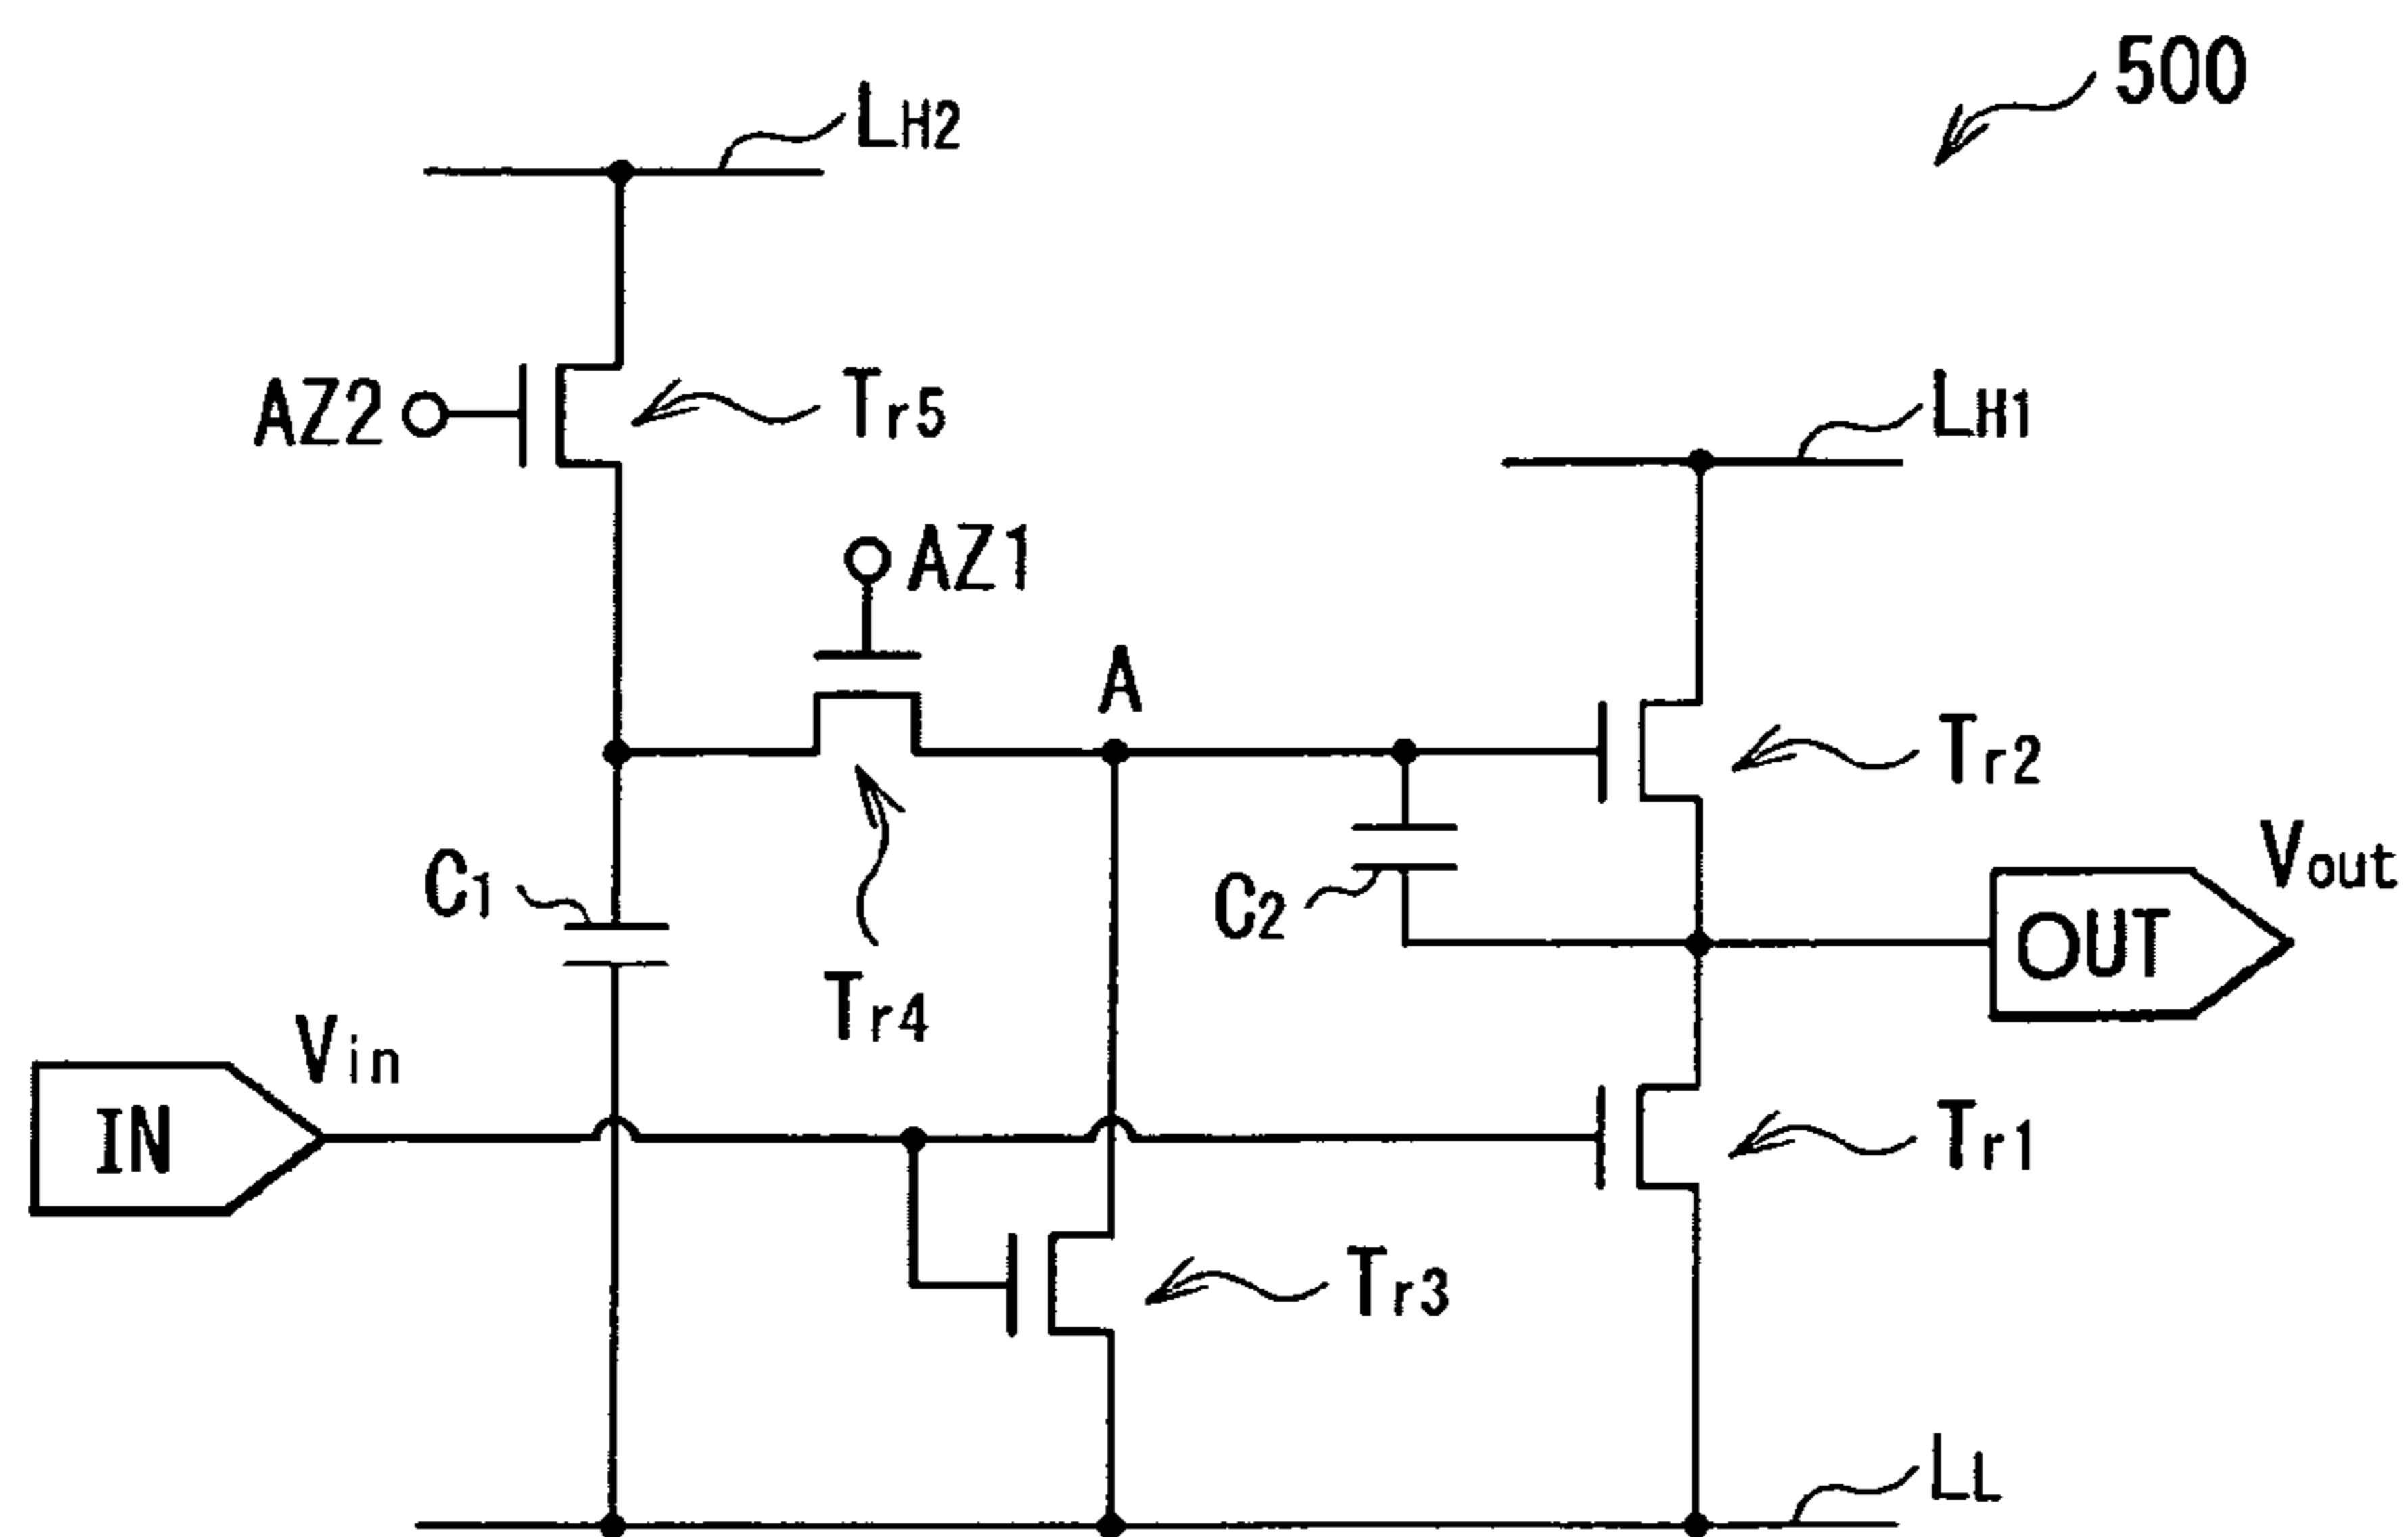 500
LH2
AZ2
Tr5
LH1
AZ1
A
Tr2
C1
C2
Vout
OUT
Tr4
Vin
IN
Tr1
Tr3
LL